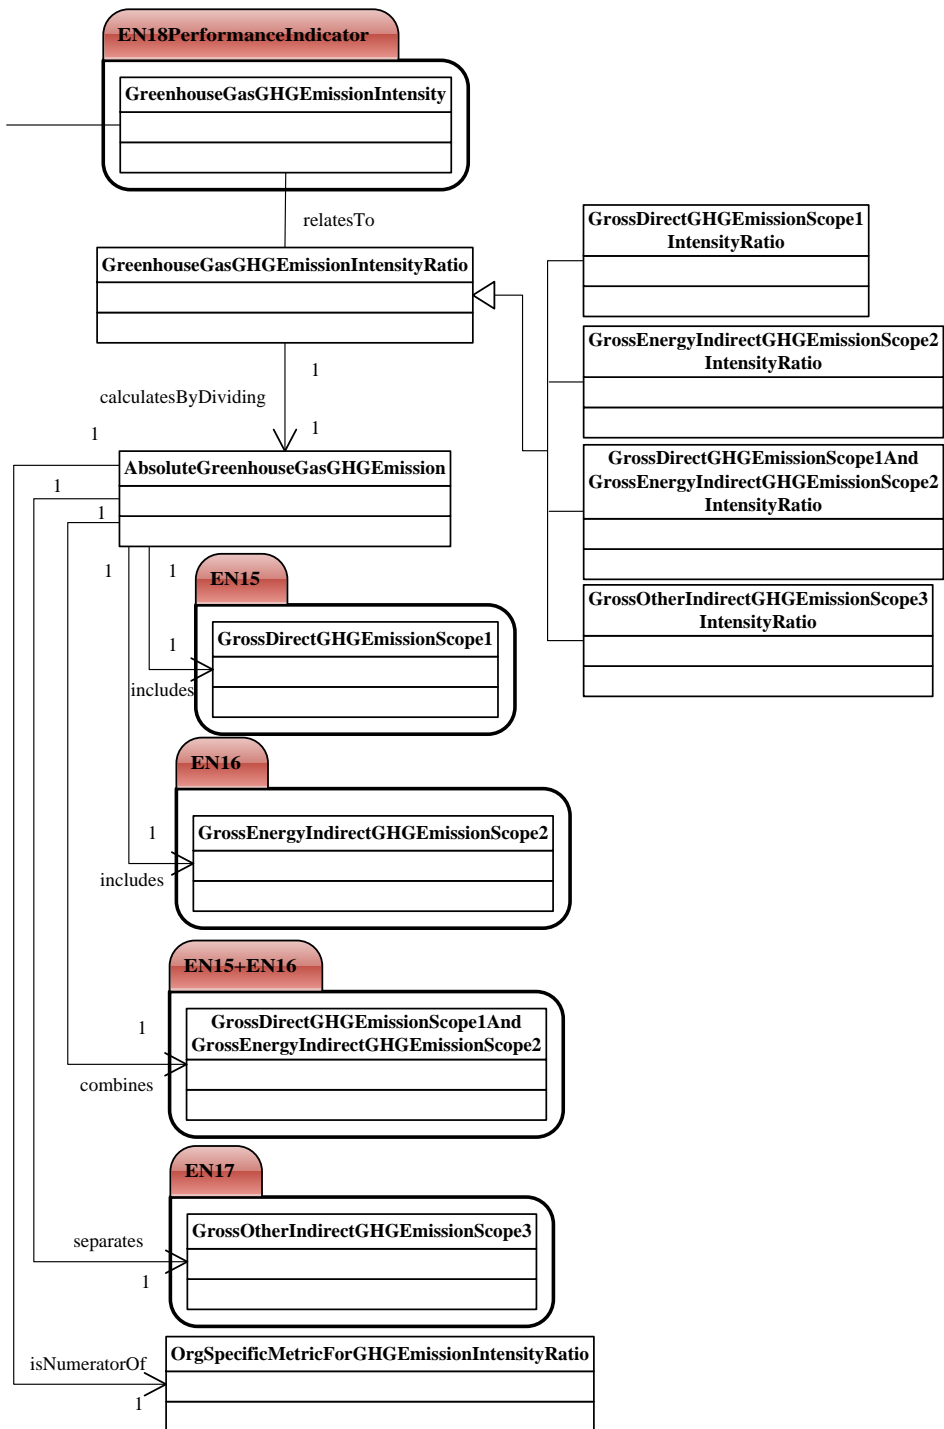 EN18PerformanceIndicator
GreenhouseGasGHGEmissionIntensity
relatesTo
GreenhouseGasGHGEmissionIntensityRatio
GrossDirectGHGEmissionScope1
IntensityRatio
GrossEnergyIndirectGHGEmissionScope2
IntensityRatio
GrossDirectGHGEmissionScope1And
GrossEnergyIndirectGHGEmissionScope2
IntensityRatio
GrossOtherIndirectGHGEmissionScope3
IntensityRatio
1
calculatesByDividing
1
1
AbsoluteGreenhouseGasGHGEmission
1
1
1
1
EN15
GrossDirectGHGEmissionScope1
1
includes
EN16
GrossEnergyIndirectGHGEmissionScope2
1
includes
EN15+EN16
GrossDirectGHGEmissionScope1And
GrossEnergyIndirectGHGEmissionScope2
1
combines
EN17
GrossOtherIndirectGHGEmissionScope3
separates
1
OrgSpecificMetricForGHGEmissionIntensityRatio
isNumeratorOf
1